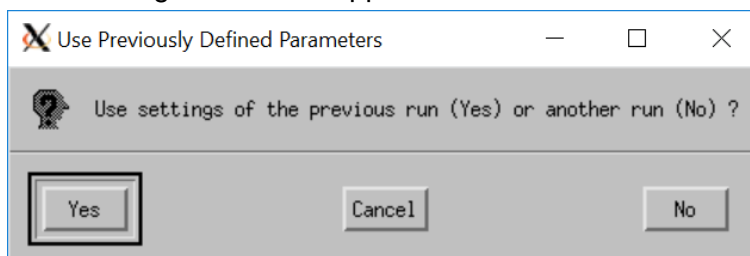 Use Previously Defined Parameters
Use settings of the previous run (Yes) or another run (No) ?
Yes
Cancel
No